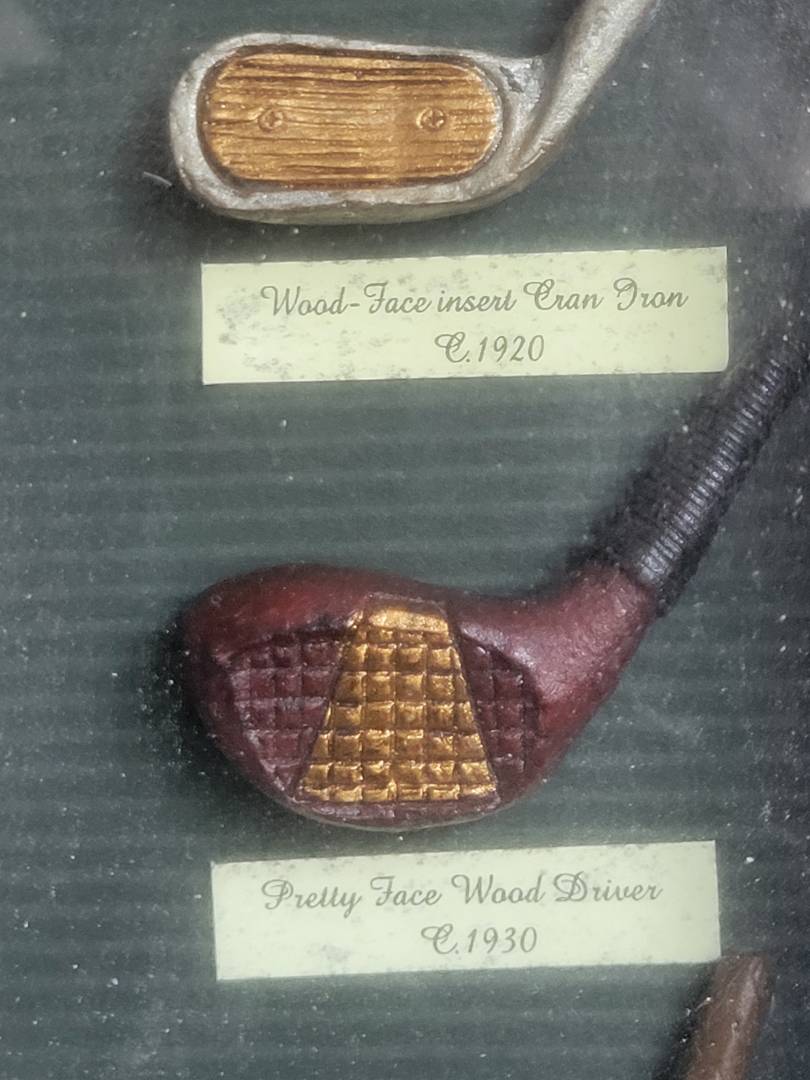 Wood-Face insert Cran Iron
C.1920
Pretty Face Wood Driver
C.1930